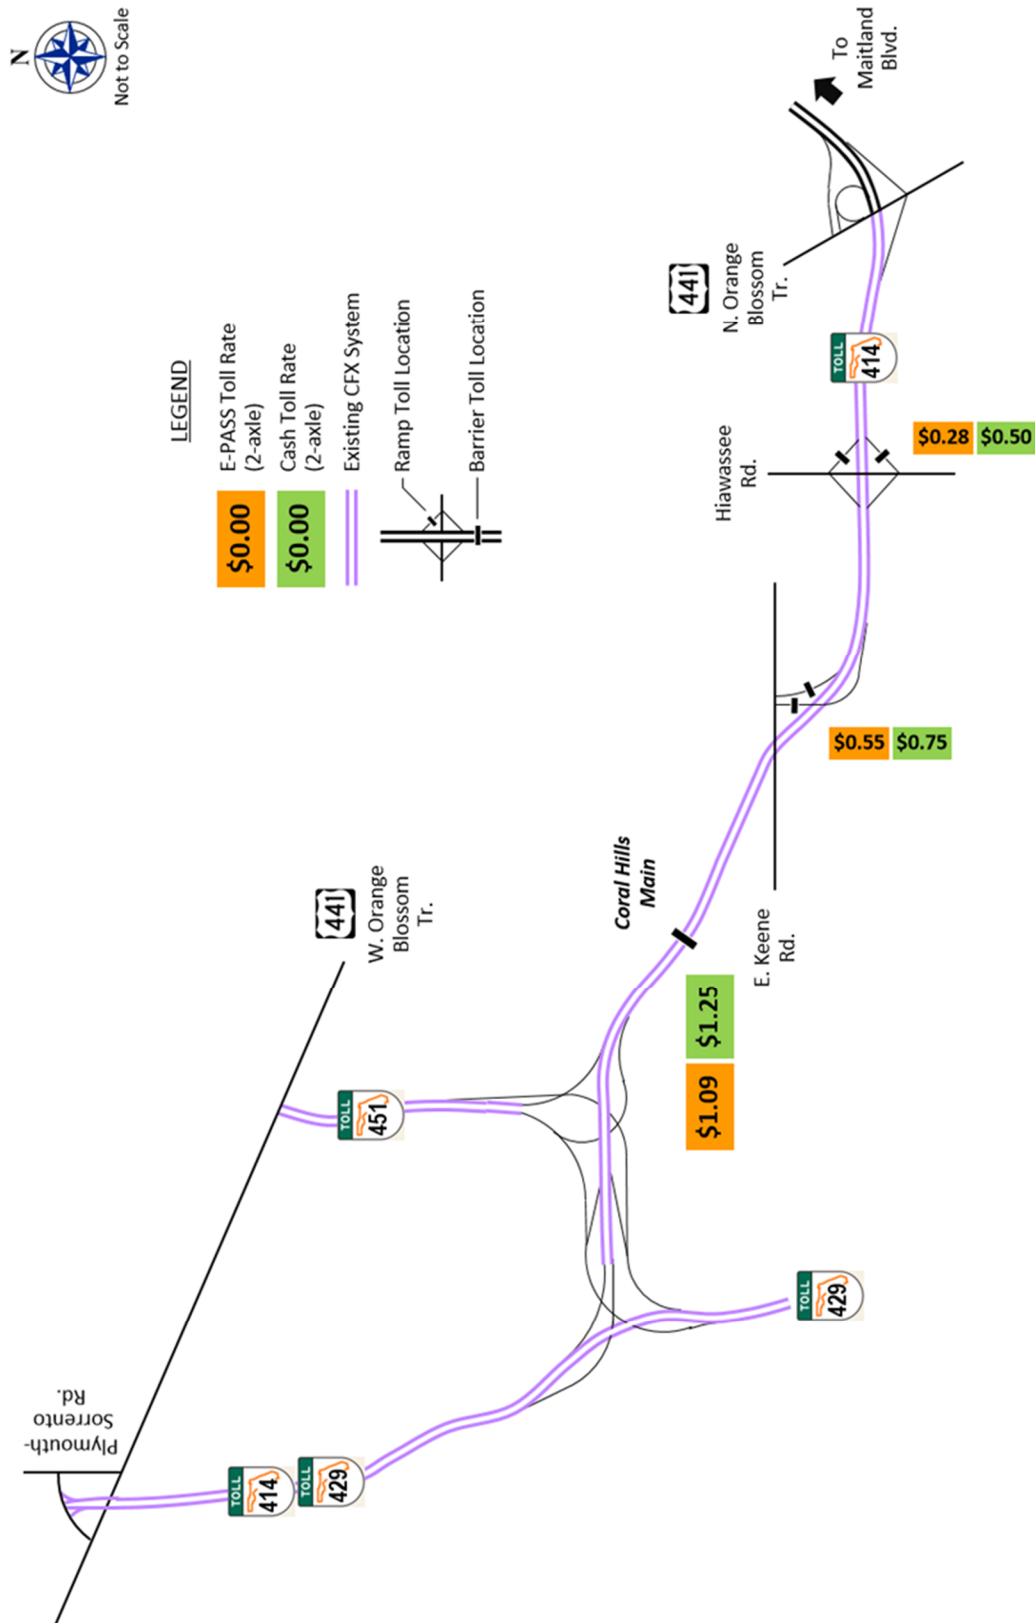 N
Not to Scale
LEGEND
$0.00
E-PASS Toll Rate
(2-axle)
$0.00
Cash Toll Rate
(2-axle)
Existing CFX System
Ramp Toll Location
Barrier Toll Location
Plymouth-
Sorrento
Rd.
TOLL
414
TOLL
429
TOLL
451
441
W. Orange
Blossom
Tr.
TOLL
429
$1.09
$1.25
Coral Hills
Main
E. Keene
Rd.
$0.55
$0.75
Hiawassee
Rd.
$0.28
$0.50
TOLL
414
441
N. Orange
Blossom
Tr.
To
Maitland
Blvd.